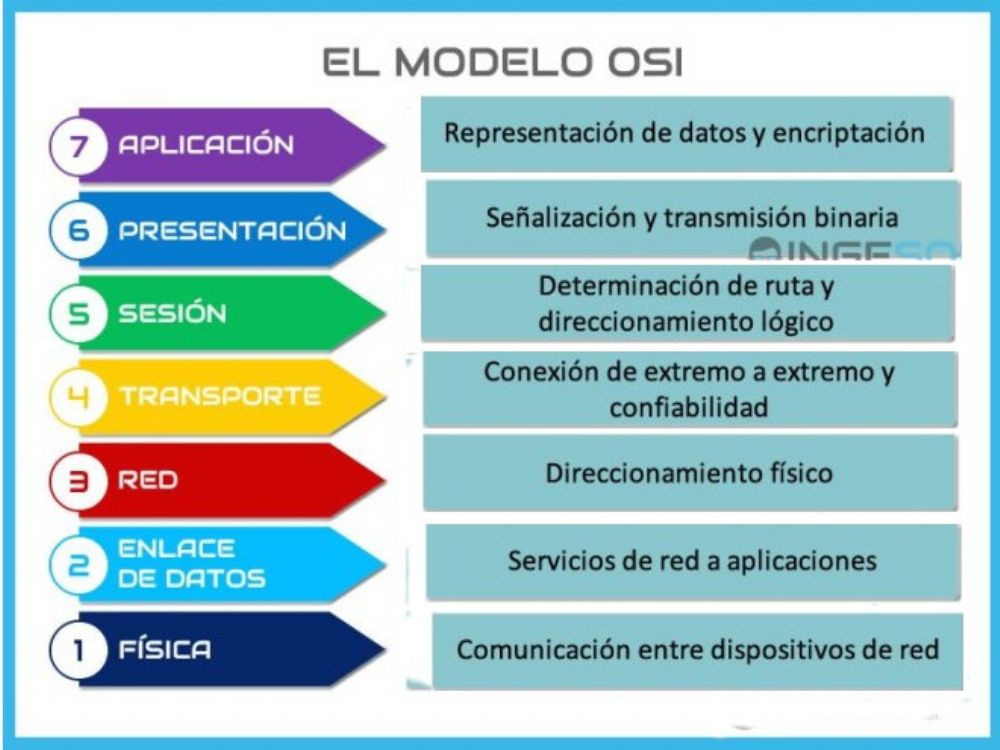 EL MODELO OSI
7 APLICACIÓN
Representación de datos y encriptación
6 PRESENTACIÓN
Señalización y transmisión binaria
INGESO
5 SESIÓN
Determinación de ruta y
direccionamiento lógico
4 TRANSPORTE
Conexión de extremo a extremo y
confiabilidad
3 RED
Direccionamiento físico
2 ENLACE
DE DATOS
Servicios de red a aplicaciones
1 FÍSICA
Comunicación entre dispositivos de red